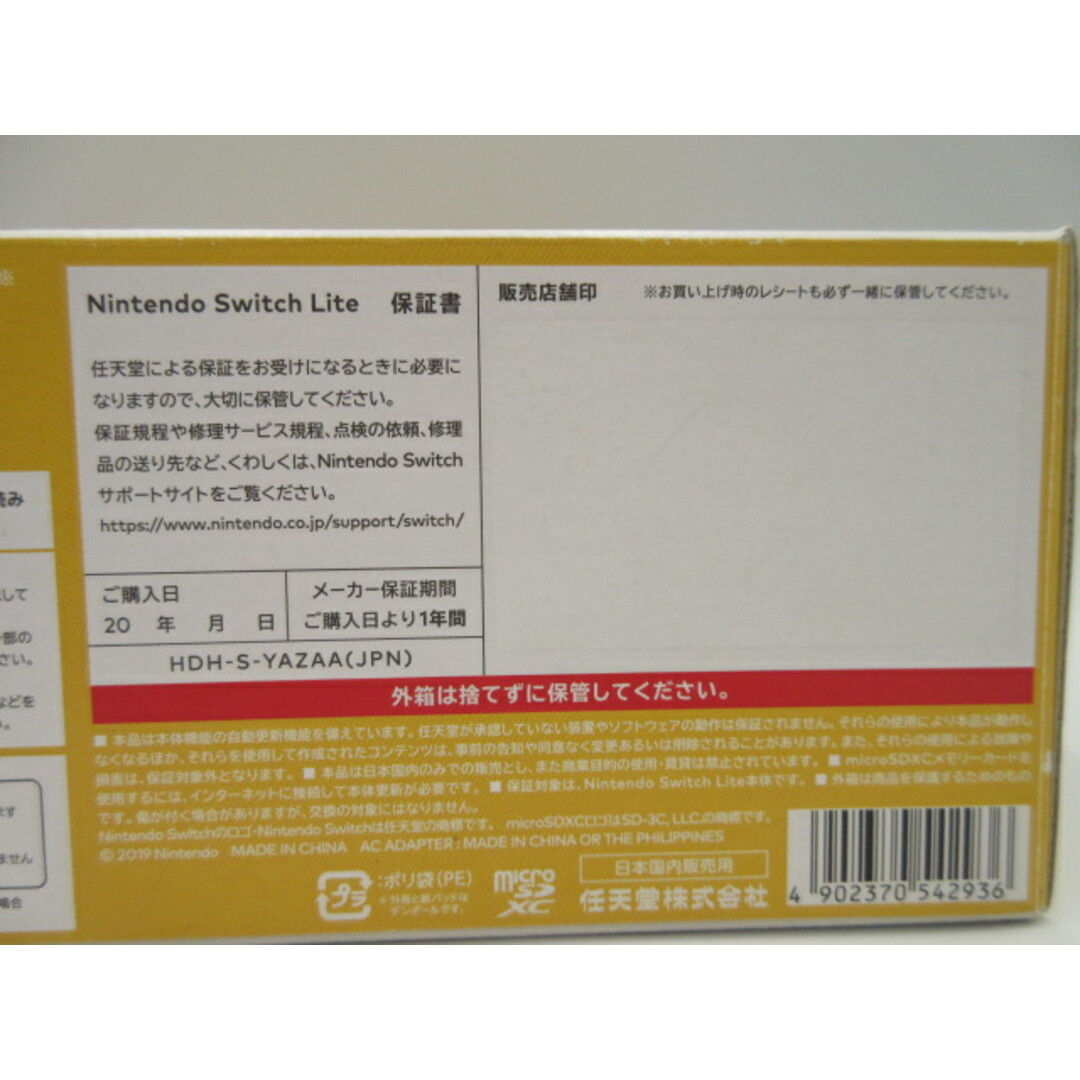 ※
Nintendo Switch Lite 保証書
任天堂による保証をお受けになるときに必要に
なりますので、大切に保管してください。
保証規程や修理サービス規程、点検の依頼、修理
品の送り先など、くわしくは、Nintendo Switch
サポートサイトをご覧ください。
https://www.nintendo.co.jp/support/switch/
ご購入日
20 年 月 日
メーカー保証期間
ご購入日より1年間
HDH-S-YAZAA(JPN)
販売店舗印 ※お買い上げ時のレシートも必ず一緒に保管してください。
外箱は捨てずに保管してください。
■ 本品は本体機能の自動更新機能を備えています。任天堂が承認していない装置やソフトウェアの動作は保証されません。それらの使用により本品が動作し
なくなるほか、それらを使用して作成されたコンテンツは、事前の告知や同意なく変更あるいは削除されることがあります。また、それらの使用による故障や
損表は、保証対象外となります。 ■ 本品は日本国内のみでの販売とし、また商業目的の使用・賃貸は禁止されています。 ■ microSDXCメモリーカードを
使用するには、インターネットに接続して本体更新が必要です。 ■ 保証対象は、Nintendo Switch Lite本体です。 ■ 外箱は商品を保護するためのもの
です。傷が付く場合がありますが、交換の対象にはなりません。
Nintendo Switchのロゴ・Nintendo Switchは任天堂の商標です。 microSDXCロゴはSD-3C, LLC.の商標です。
© 2019 Nintendo MADE IN CHINA AC ADAPTER : MADE IN CHINA OR THE PHILIPPINES
プラ :ポリ袋(PE)
※外箱と紙パッドは
ダンボールです。
micro SD XC
日本国内販売用
任天堂株式会社
4 902370 542936
読み
して
部の
さい。
などを
。
ます
ません
場合